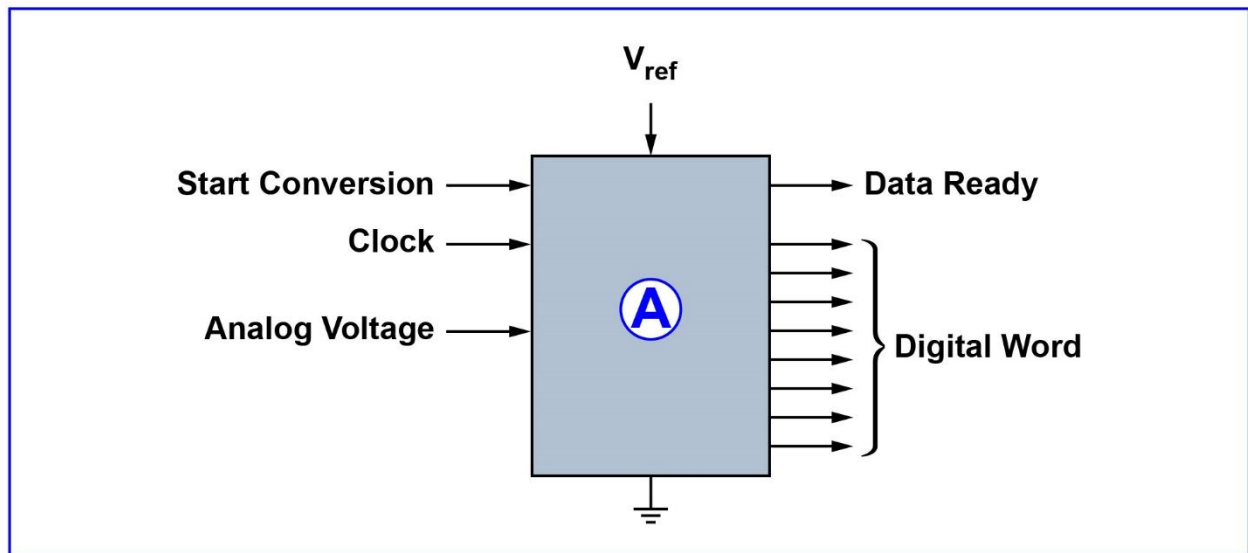 Vref
Start Conversion
Data Ready
Clock
A
Analog Voltage
Digital Word